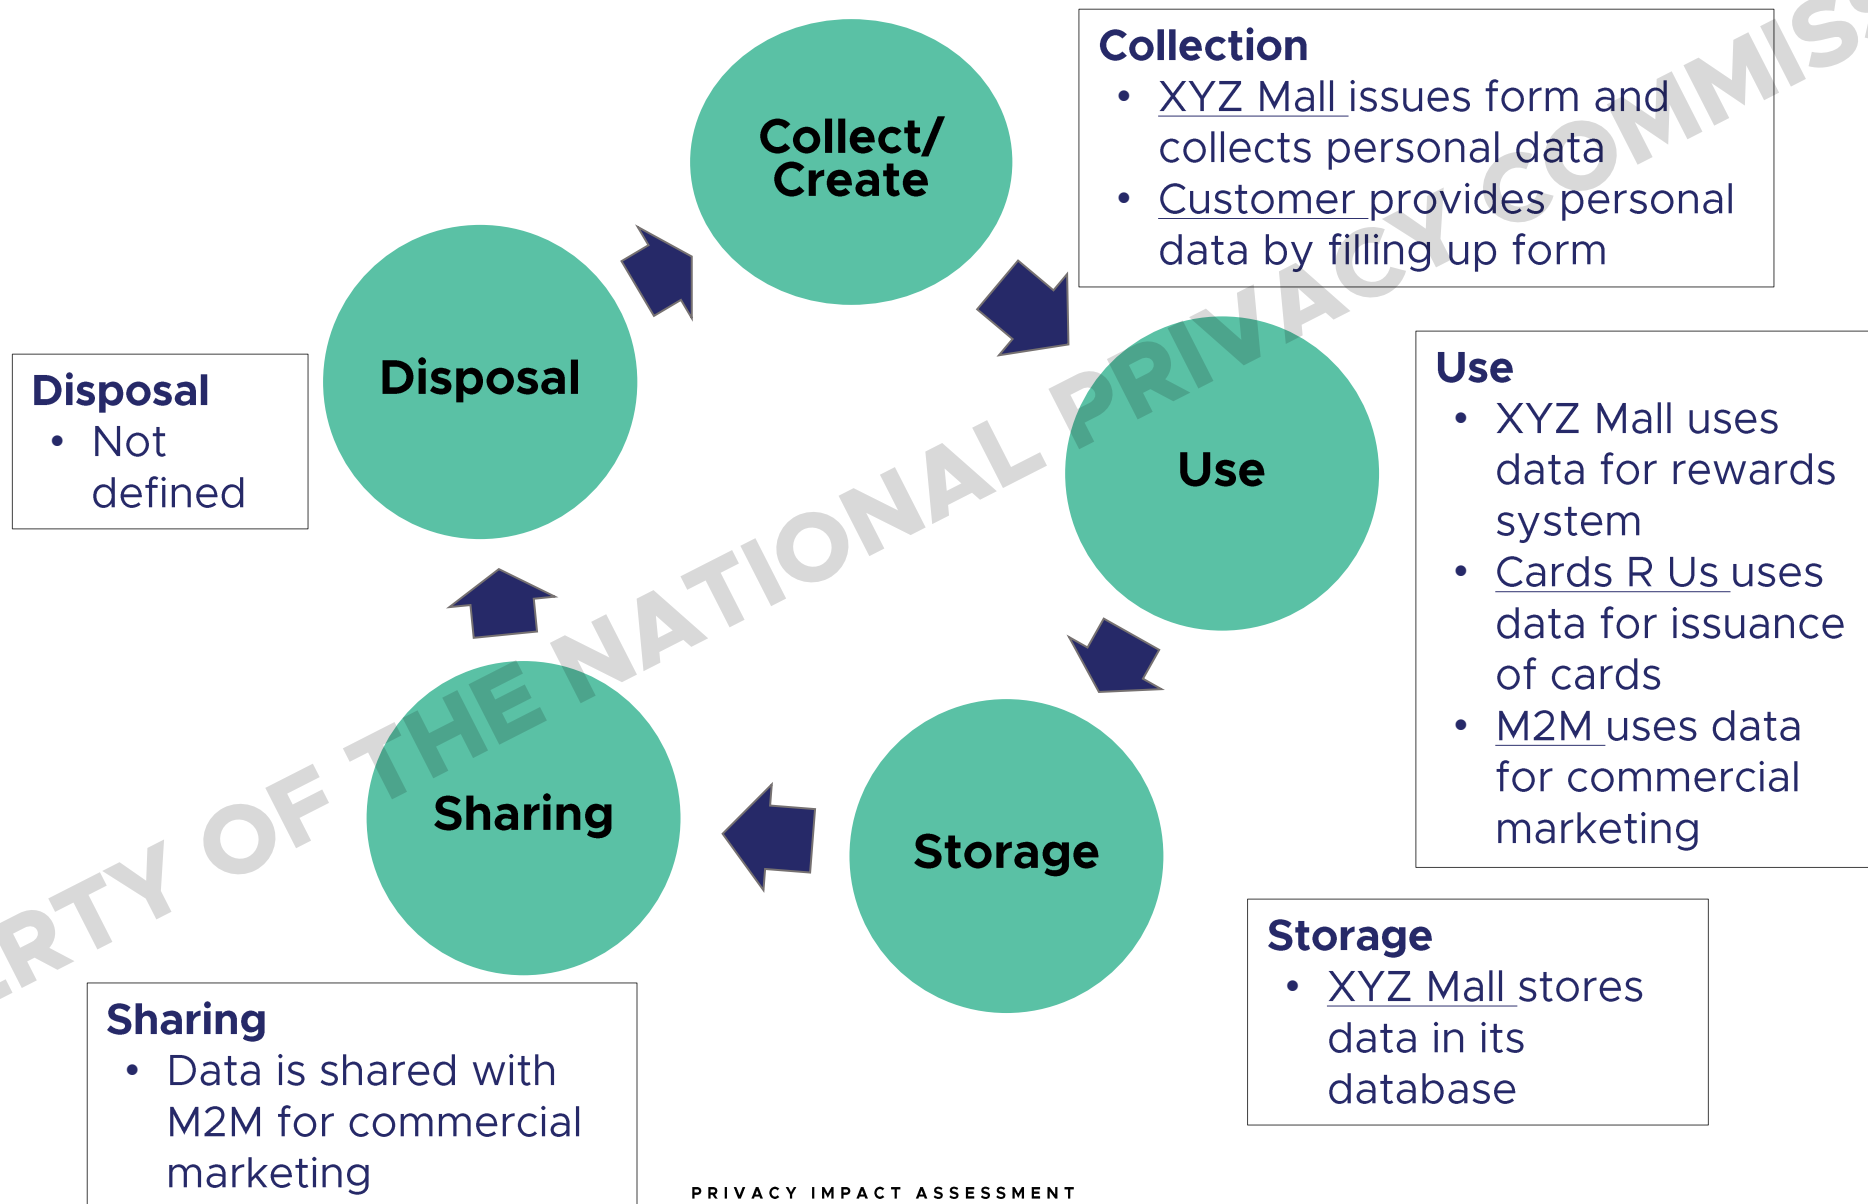 Collect/
Create
Collection
• XYZ Mall issues form and
collects personal data
• Customer provides personal
data by filling up form
Disposal
Disposal
• Not
defined
Use
Use
• XYZ Mall uses
data for rewards
system
• Cards R Us uses
data for issuance
of cards
• M2M uses data
for commercial
marketing
Sharing
Storage
Storage
• XYZ Mall stores
data in its
database
Sharing
• Data is shared with
M2M for commercial
marketing
PRIVACY IMPACT ASSESSMENT
ERTY OF THE NATIONAL PRIVACY COMMISS